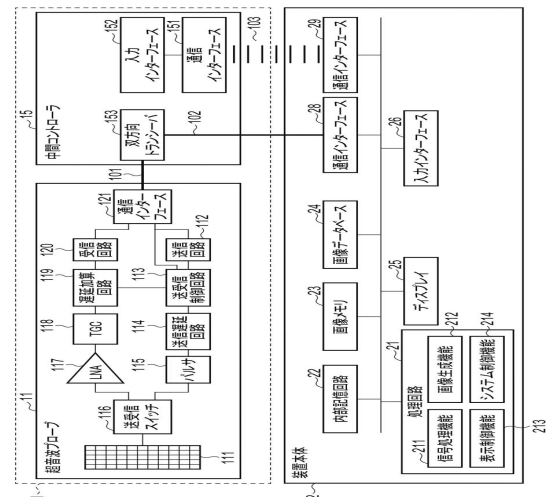 11
超音波プローブ
111
116
送受信
スイッチ
117
LNA
118
TGC
119
遅延加算
回路
120
受信
回路
115
パルサ
114
送信遅延
回路
113
送受信
制御回路
112
送信
回路
121
通信
インター
フェース
101
15
中間コントローラ
153
双方向
トランシーバ
152
入力
インターフェース
151
通信
インターフェース
102
103
装置本体
22
内部記憶回路
23
画像メモリ
24
画像データベース
28
通信インターフェース
29
通信インターフェース
21
処理回路
211
信号処理機能
212
画像生成機能
213
表示制御機能
214
システム制御機能
25
ディスプレイ
26
入力インターフェース